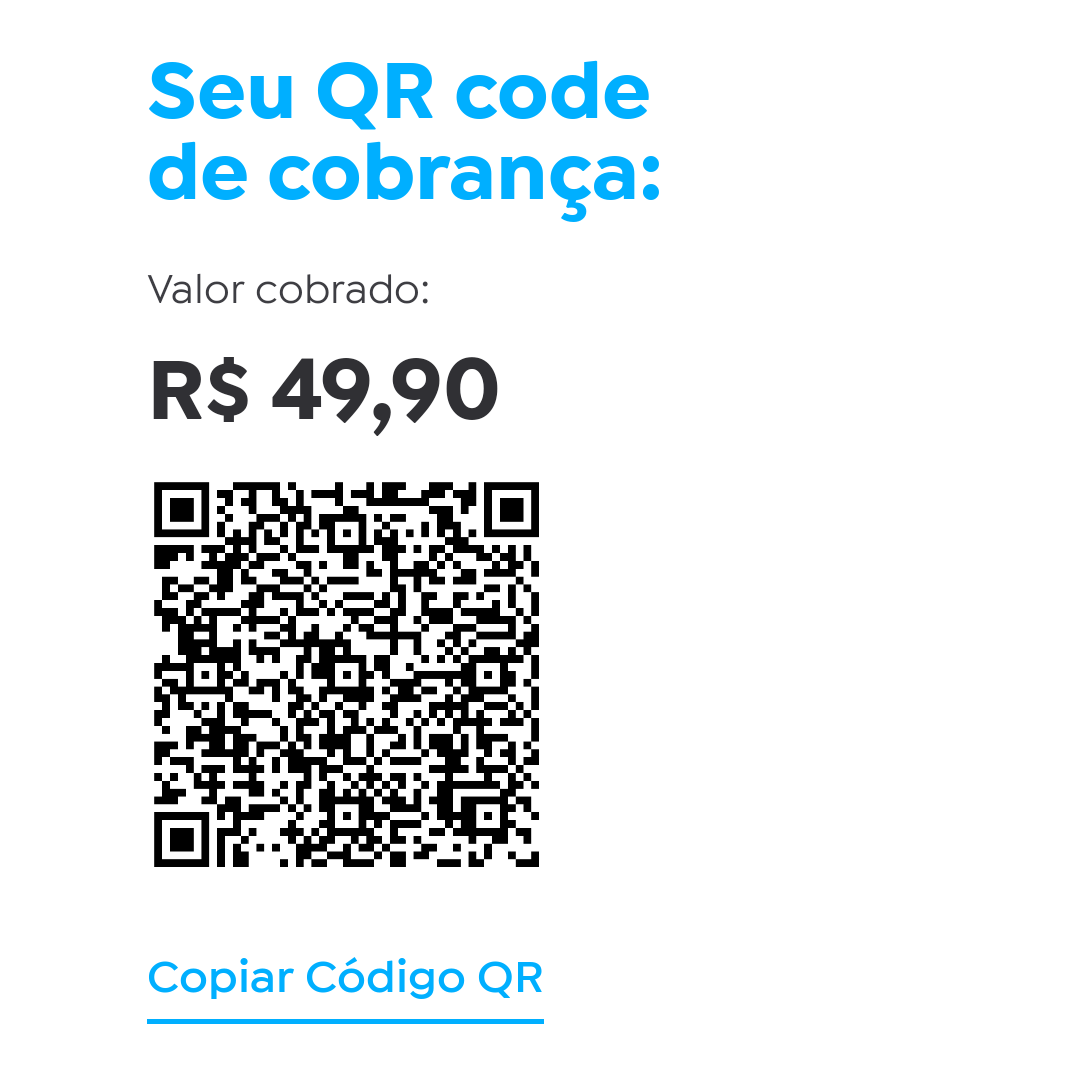 Seu QR code
de cobrança:
Valor cobrado:
R$ 49,90
Copiar Código QR